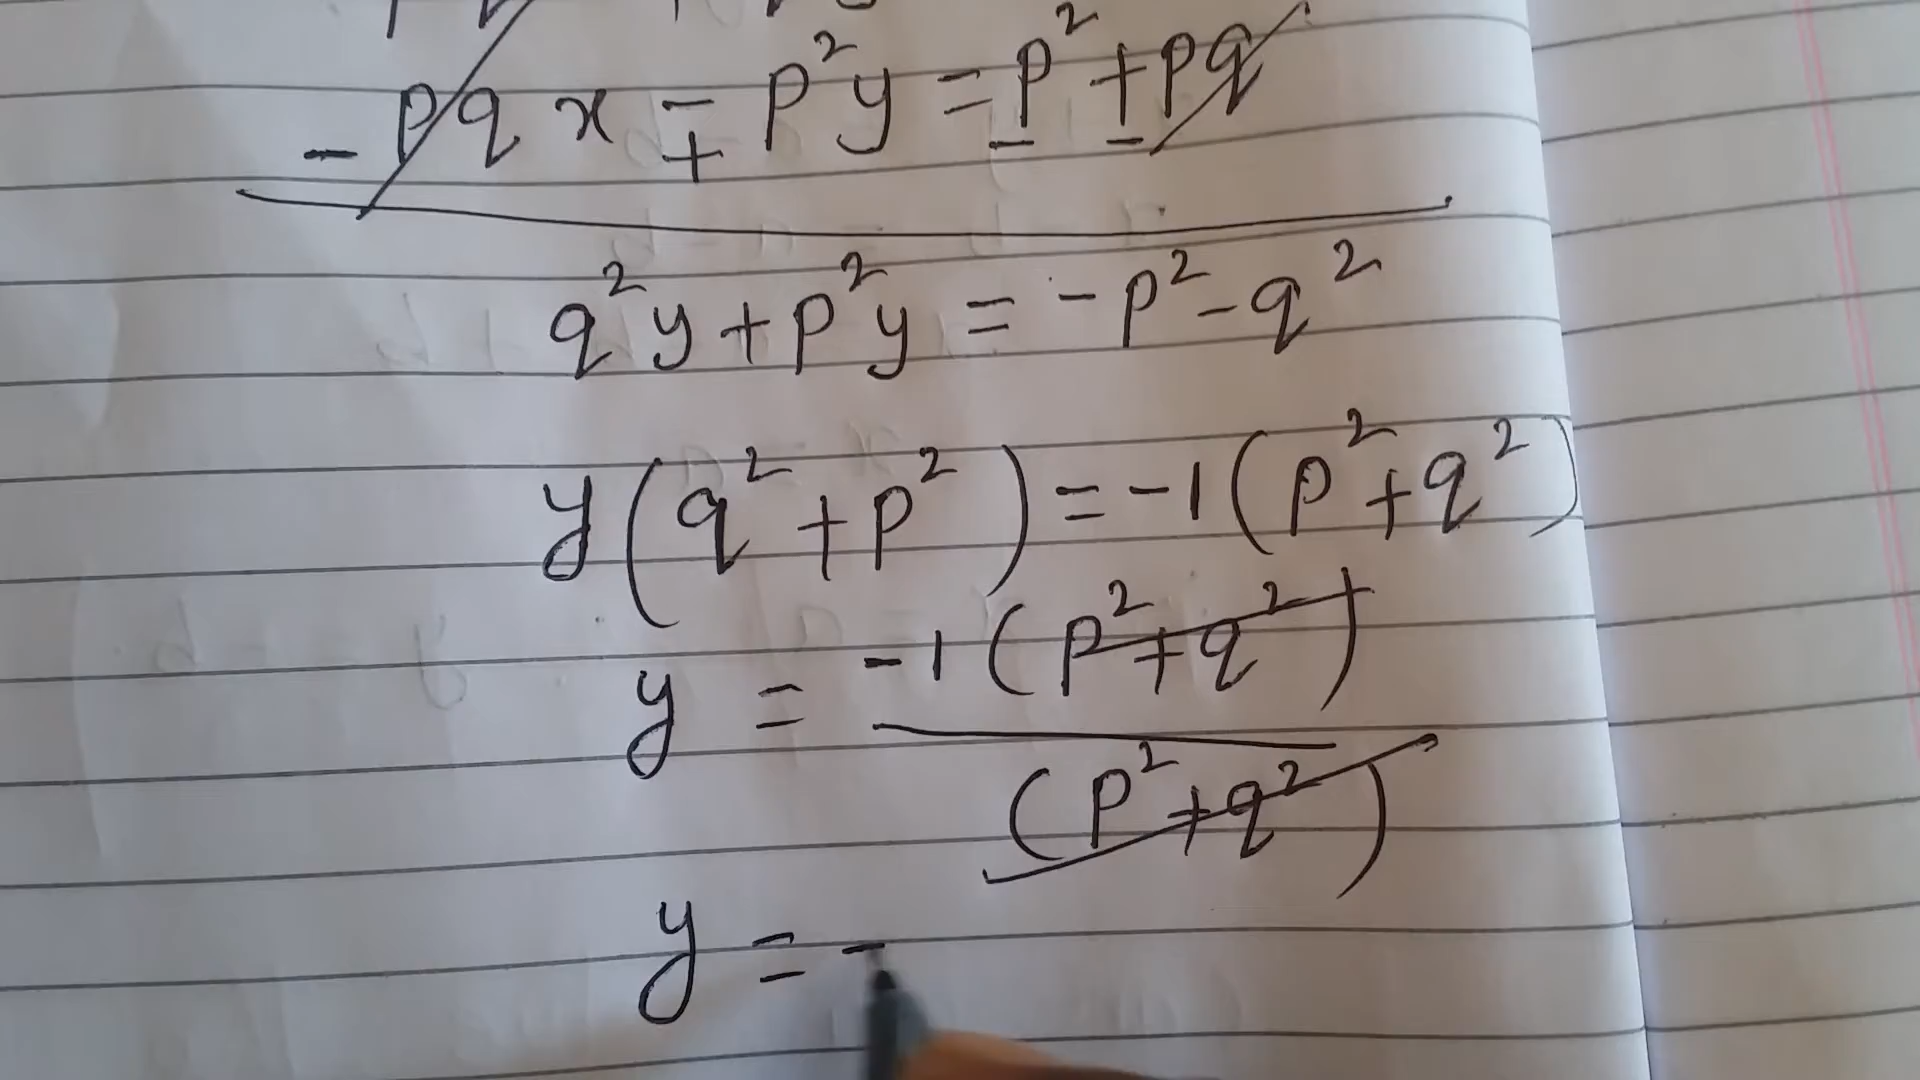 pqx - p²y = p² + pq
- + - -
q²y + p²y = -p² - q²
y(q² + p²) = -1(p² + q²)
y = -1(p² + q²)
(p² + q²)
y = -